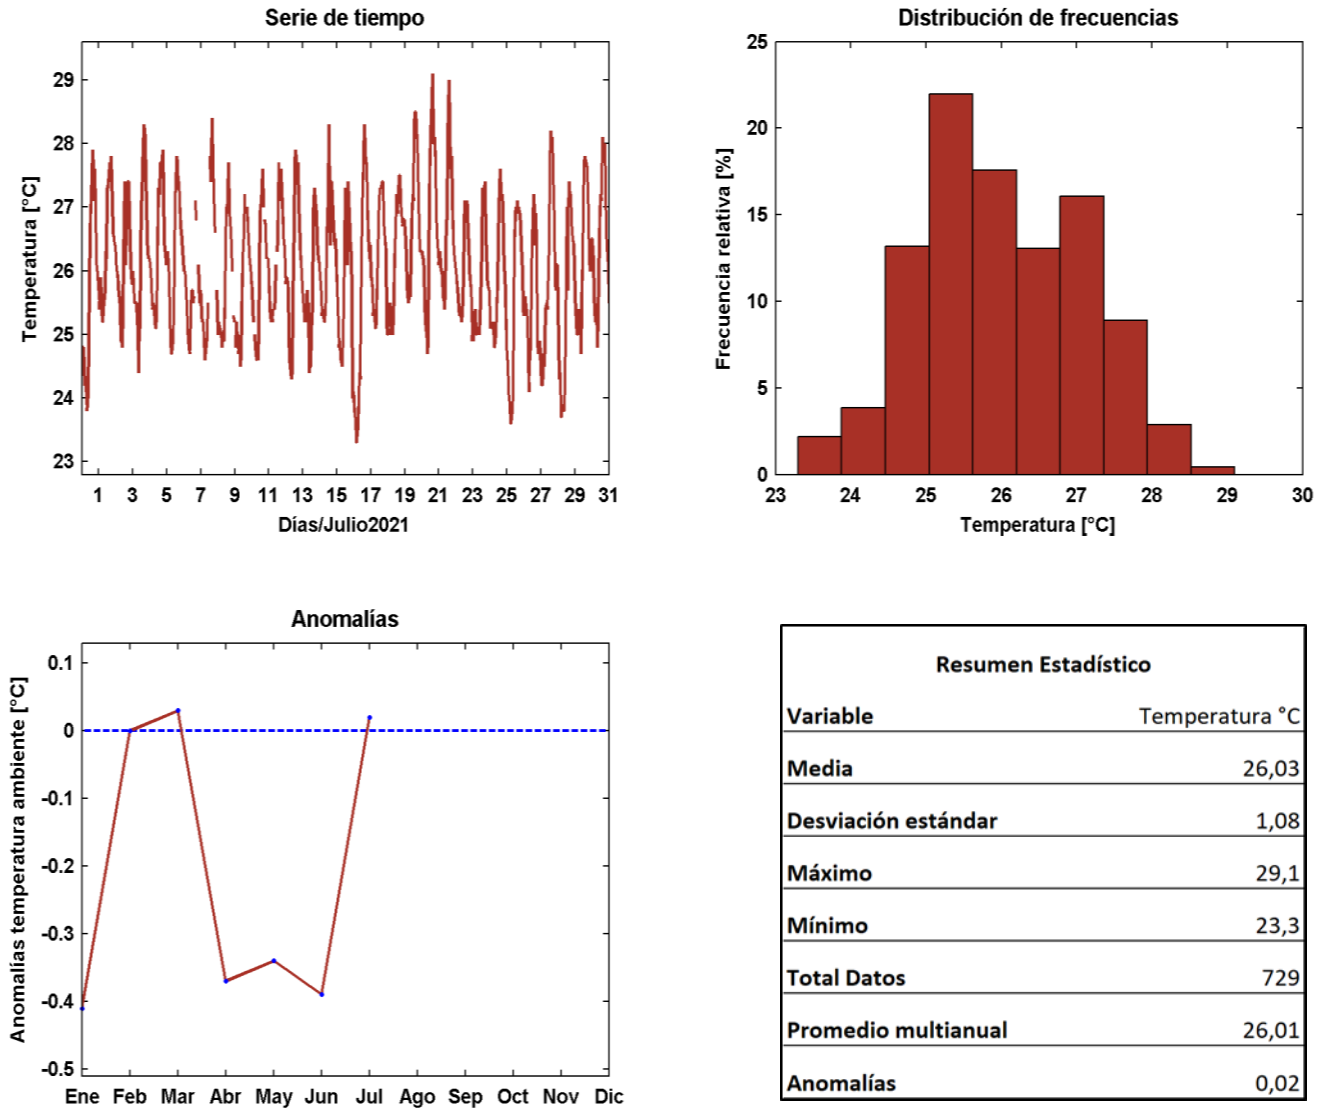 Serie de tiempo
Temperatura [°C]
29
28
27
26
25
24
23
1 3 5 7 9 11 13 15 17 19 21 23 25 27 29 31
Días/Julio2021
Distribución de frecuencias
Frecuencia relativa [%]
25
20
15
10
5
0
23 24 25 26 27 28 29 30
Temperatura [°C]
Anomalías
Anomalías temperatura ambiente [°C]
0.1
0
-0.1
-0.2
-0.3
-0.4
-0.5
Ene Feb Mar Abr May Jun Jul Ago Sep Oct Nov Dic
Resumen Estadístico
Variable Temperatura °C
Media 26,03
Desviación estándar 1,08
Máximo 29,1
Mínimo 23,3
Total Datos 729
Promedio multianual 26,01
Anomalías 0,02